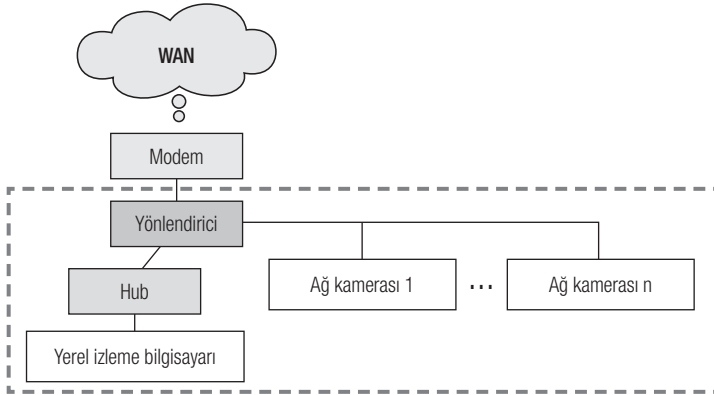 WAN
Modem
Yönlendirici
Hub
Ağ kamerası 1
...
Ağ kamerası n
Yerel izleme bilgisayarı